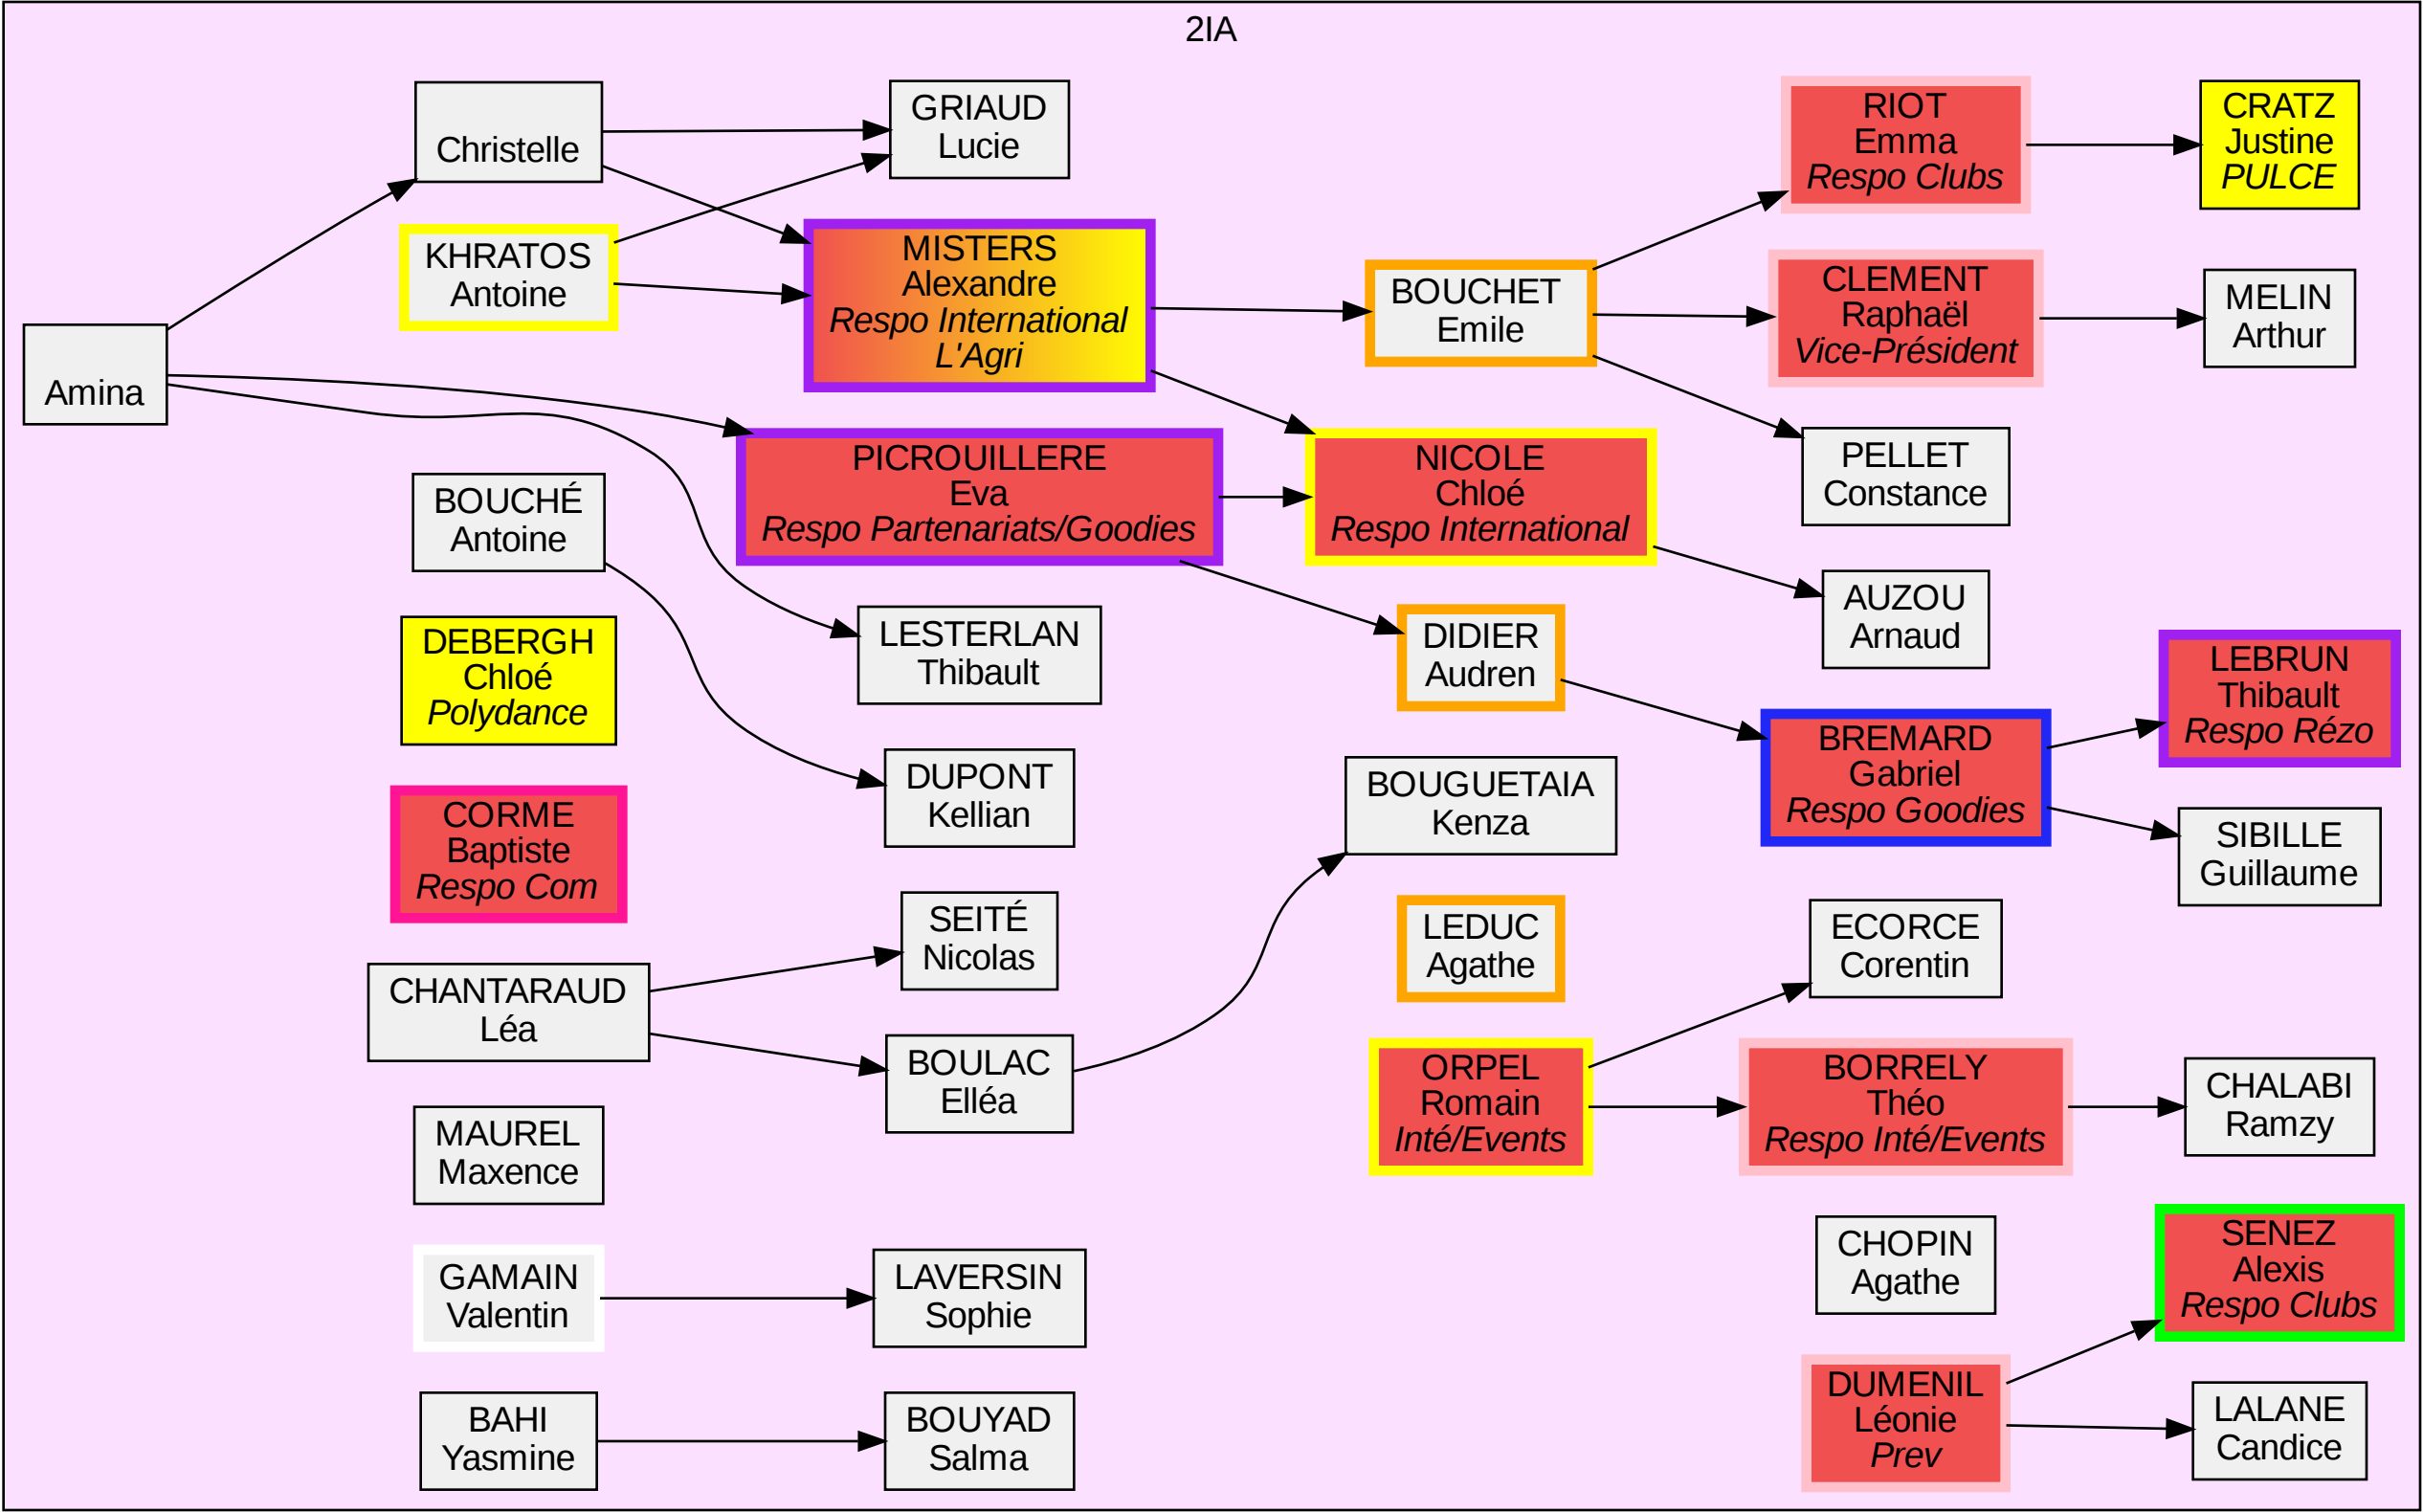 2IA
Amina
Christelle
KHRATOS
Antoine
BOUCHÉ
Antoine
DEBERGH
Chloé
Polydance
CORME
Baptiste
Respo Com
CHANTARAUD
Léa
MAUREL
Maxence
GAMAIN
Valentin
BAHI
Yasmine
GRIAUD
Lucie
MISTERS
Alexandre
Respo International
L'Agri
PICROUILLERE
Eva
Respo Partenariats/Goodies
LESTERLAN
Thibault
DUPONT
Kellian
SEITÉ
Nicolas
BOULAC
Elléa
LAVERSIN
Sophie
BOUYAD
Salma
BOUCHET
Emile
NICOLE
Chloé
Respo International
DIDIER
Audren
BOUGUETAIA
Kenza
LEDUC
Agathe
ORPEL
Romain
Inté/Events
RIOT
Emma
Respo Clubs
CLEMENT
Raphaël
Vice-Président
PELLET
Constance
AUZOU
Arnaud
BREMARD
Gabriel
Respo Goodies
ECORCE
Corentin
BORRELY
Théo
Respo Inté/Events
CHOPIN
Agathe
DUMENIL
Léonie
Prev
CRATZ
Justine
PULCE
MELIN
Arthur
LEBRUN
Thibault
Respo Rézo
SIBILLE
Guillaume
CHALABI
Ramzy
SENEZ
Alexis
Respo Clubs
LALANE
Candice